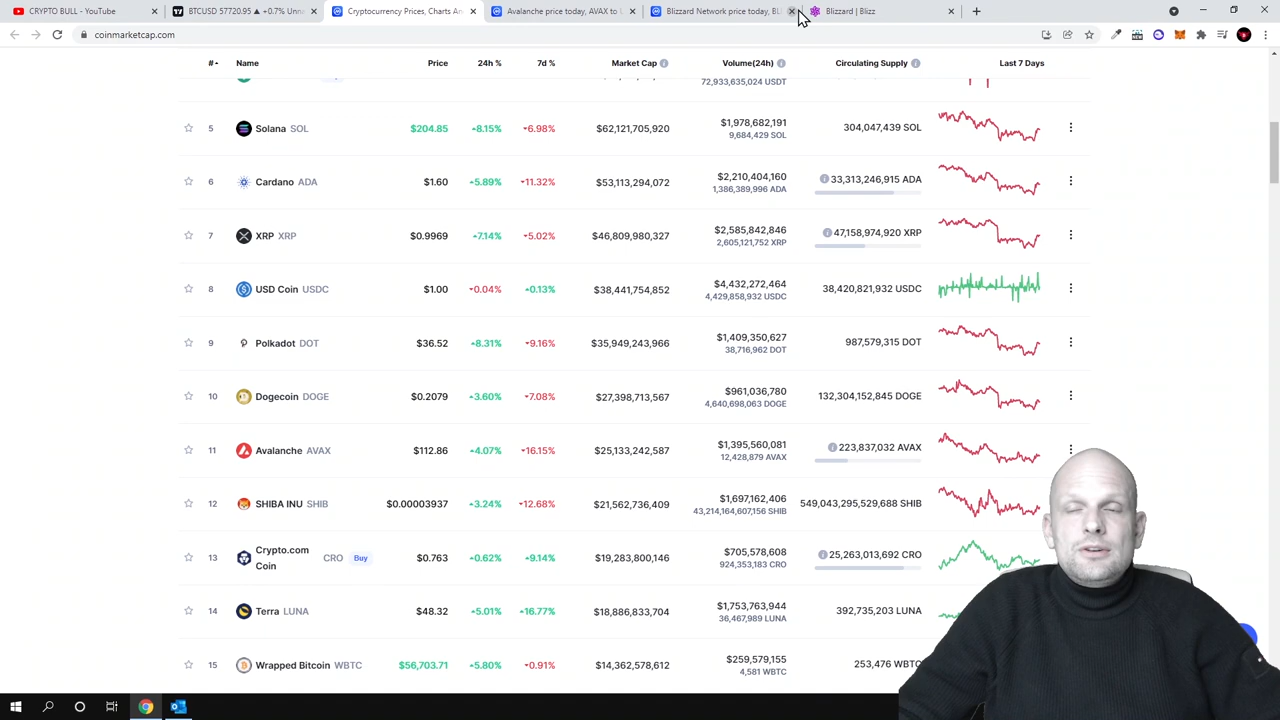 CRYPTO BULL - YouTube
BTCUSD 57720.95 ▲ +0.7% Unn
Cryptocurrency Prices, Charts An
Avalanche price today, AVAX to U
Blizzard Network price today, BL
Blizzard | Blizz
coinmarketcap.com
# Name Price 24h % 7d % Market Cap Volume(24h) Circulating Supply Last 7 Days
72,933,635,024 USDT
5 Solana SOL $204.85 8.15% 6.98% $62,121,705,920 $1,978,682,191 304,047,439 SOL
9,684,429 SOL
6 Cardano ADA $1.60 5.89% 11.32% $53,113,294,072 $2,210,404,160 33,313,246,915 ADA
1,386,389,996 ADA
7 XRP XRP $0.9969 7.14% 5.02% $46,809,980,327 $2,585,842,846 47,158,974,920 XRP
2,605,121,752 XRP
8 USD Coin USDC $1.00 0.04% 0.13% $38,441,754,852 $4,432,272,464 38,420,821,932 USDC
4,429,858,932 USDC
9 Polkadot DOT $36.52 8.31% 9.16% $35,949,243,966 $1,409,350,627 987,579,315 DOT
38,716,962 DOT
10 Dogecoin DOGE $0.2079 3.60% 7.08% $27,398,713,567 $961,036,780 132,304,152,845 DOGE
4,640,698,063 DOGE
11 Avalanche AVAX $112.86 4.07% 16.15% $25,133,242,587 $1,395,560,081 223,837,032 AVAX
12,428,879 AVAX
12 SHIBA INU SHIB $0.00003937 3.24% 12.68% $21,562,736,409 $1,697,162,406 549,043,295,529,688 SHIB
43,214,164,607,156 SHIB
13 Crypto.com Coin CRO Buy $0.763 0.62% 9.14% $19,283,800,146 $705,578,608 25,263,013,692 CRO
924,353,183 CRO
14 Terra LUNA $48.32 5.01% 16.77% $18,886,833,704 $1,753,763,944 392,735,203 LUNA
36,467,989 LUNA
15 Wrapped Bitcoin WBTC $56,703.71 5.80% 0.91% $14,362,578,612 $259,579,155 253,476 WBTC
4,581 WBTC